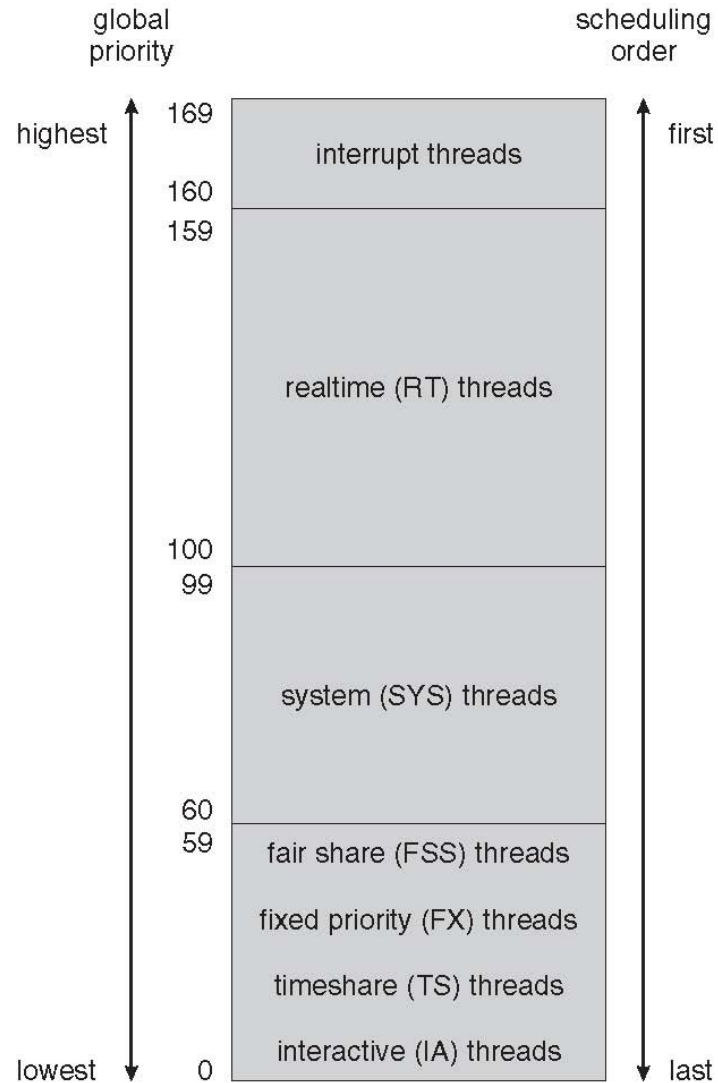 global
priority
scheduling
order
highest
169
interrupt threads
first
160
159
realtime (RT) threads
100
99
system (SYS) threads
60
59
fair share (FSS) threads
fixed priority (FX) threads
timeshare (TS) threads
interactive (IA) threads
lowest
0
last